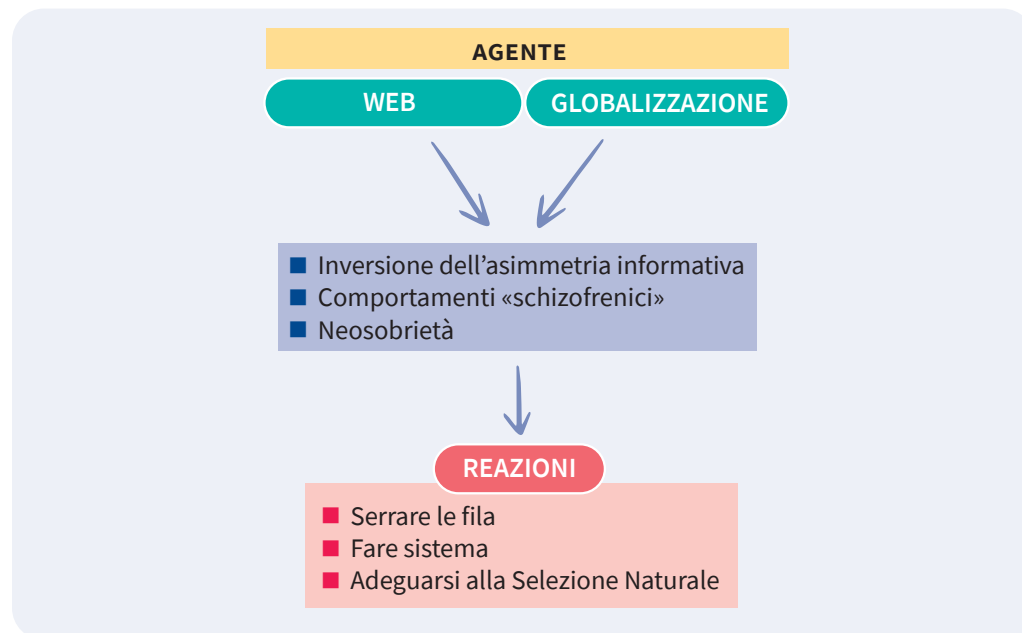 AGENTE
WEB
GLOBALIZZAZIONE
Inversione dell’asimmetria informativa
Comportamenti «schizofrenici»
Neosobrietà
REAZIONI
Serrare le fila
Fare sistema
Adeguarsi alla Selezione Naturale